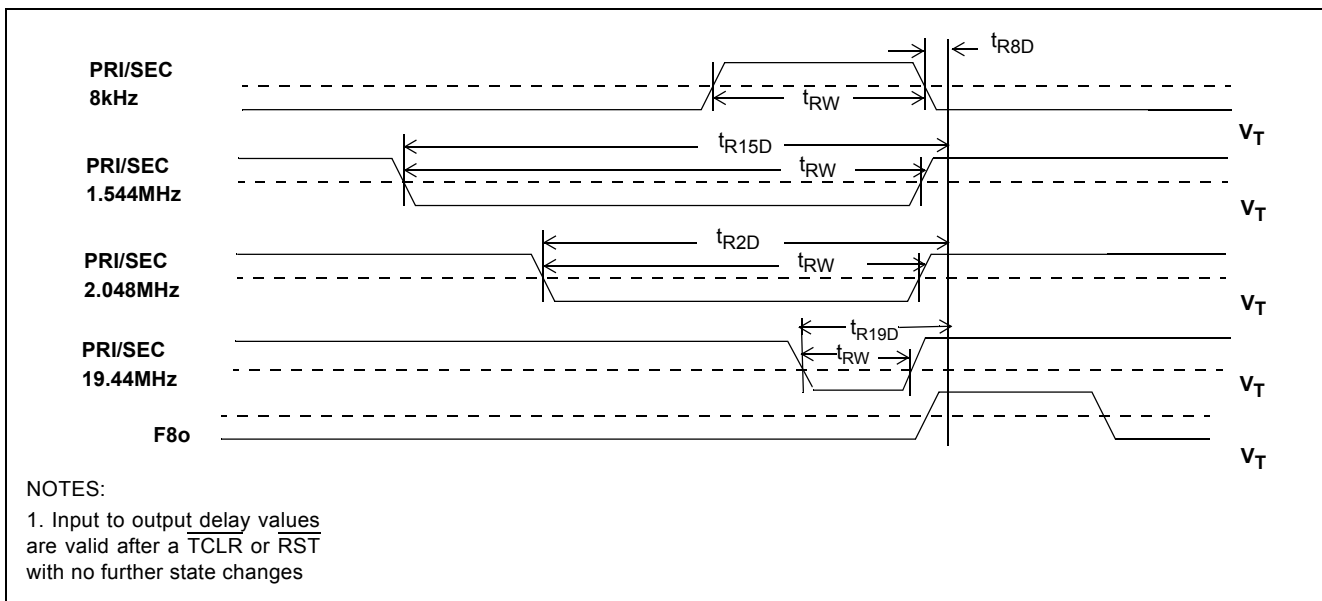 tR8D
PRI/SEC
8kHz
tRW
VT
tR15D
PRI/SEC
1.544MHz
tRW
VT
tR2D
PRI/SEC
2.048MHz
tRW
VT
tR19D
PRI/SEC
19.44MHz
tRW
VT
F8o
VT
NOTES:
1. Input to output delay values
are valid after a TCLR or RST
with no further state changes